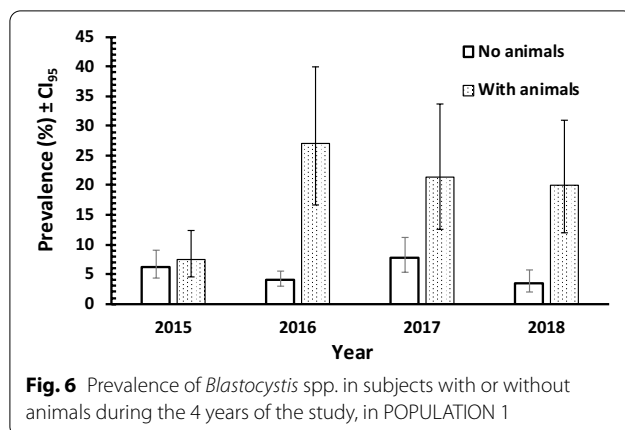 45
40
35
30
25
20
15
10
5
0
Prevalence (%) ± CI95
No animals
With animals
2015 2016 2017 2018
Year
Fig. 6 Prevalence of Blastocystis spp. in subjects with or without
animals during the 4 years of the study, in POPULATION 1